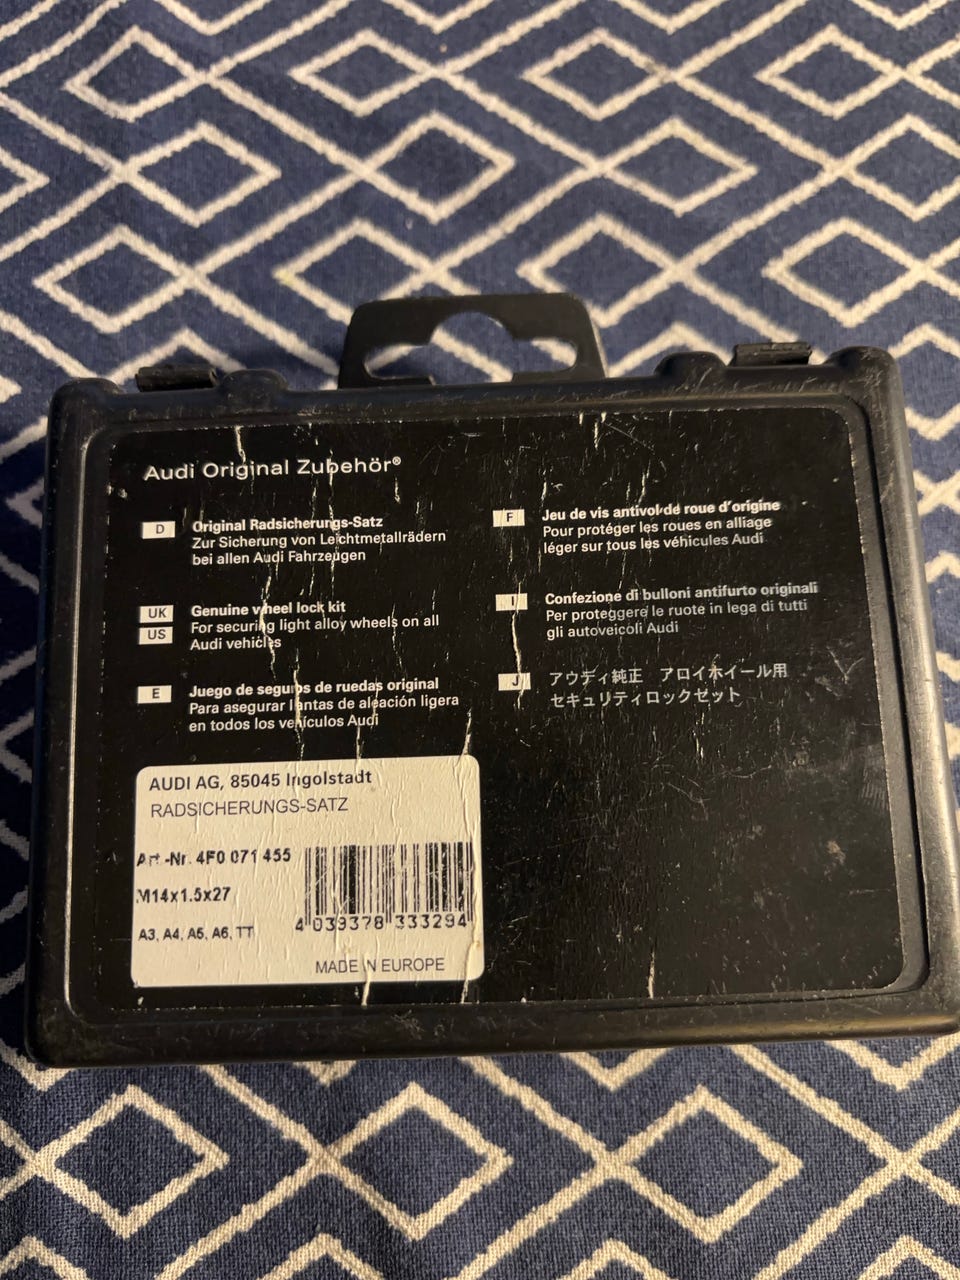 Audi Original Zubehör®
D
Original Radsicherungs-Satz
Zur Sicherung von Leichtmetallrädern
bei allen Audi Fahrzeugen
UK
US
Genuine wheel lock kit
For securing light alloy wheels on all
Audi vehicles
E
Juego de seguros de ruedas original
Para asegurar llantas de aleación ligera
en todos los vehículos Audi
F
Jeu de vis antivol de roue d'origine
Pour protéger les roues en alliage
léger sur tous les véhicules Audi
I
Confezione di bulloni antifurto originali
Per proteggere le ruote in lega di tutti
gli autoveicoli Audi
J
アウディ純正 アロイホイール用
セキュリティロックセット
AUDI AG, 85045 Ingolstadt
RADSICHERUNGS-SATZ
Art.-Nr. 4F0 071 455
M14x1.5x27
A3, A4, A5, A6, TT
4 039378 333294
MADE IN EUROPE